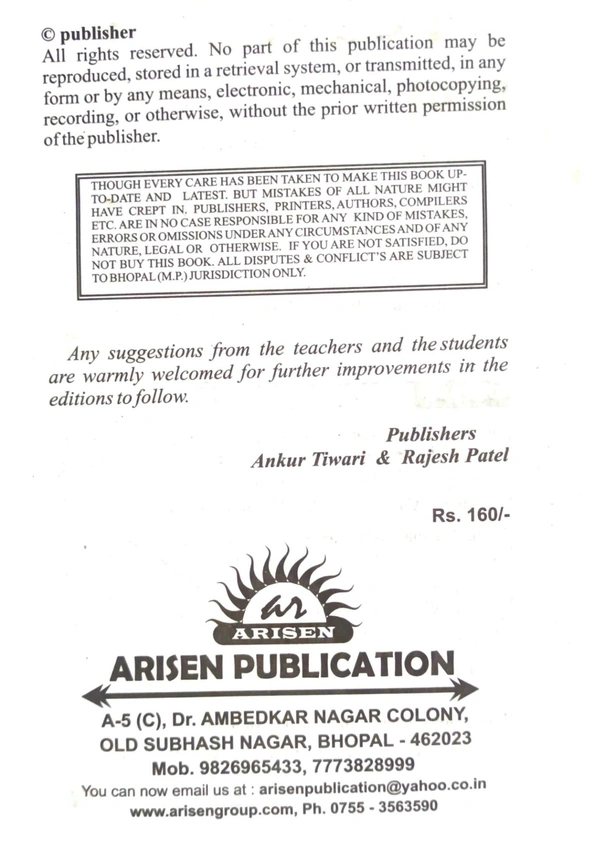 © publisher
All rights reserved. No part of this publication may be
reproduced, stored in a retrieval system, or transmitted, in any
form or by any means, electronic, mechanical, photocopying,
recording, or otherwise, without the prior written permission
of the publisher.
THOUGH EVERY CARE HAS BEEN TAKEN TO MAKE THIS BOOK UP-
TO-DATE AND LATEST. BUT MISTAKES OF ALL NATURE MIGHT
HAVE CREPT IN. PUBLISHERS, PRINTERS, AUTHORS, COMPILERS
ETC. ARE IN NO CASE RESPONSIBLE FOR ANY KIND OF MISTAKES,
ERRORS OR OMISSIONS UNDER ANY CIRCUMSTANCES AND OF ANY
NATURE, LEGAL OR OTHERWISE. IF YOU ARE NOT SATISFIED, DO
NOT BUY THIS BOOK. ALL DISPUTES & CONFLICT'S ARE SUBJECT
TO BHOPAL (M.P.) JURISDICTION ONLY.
Any suggestions from the teachers and the students
are warmly welcomed for further improvements in the
editions to follow.
Publishers
Ankur Tiwari & Rajesh Patel
Rs. 160/-
ar
ARISEN
ARISEN PUBLICATION
A-5 (C), Dr. AMBEDKAR NAGAR COLONY,
OLD SUBHASH NAGAR, BHOPAL - 462023
Mob. 9826965433, 7773828999
You can now email us at : arisenpublication@yahoo.co.in
www.arisengroup.com, Ph. 0755 - 3563590